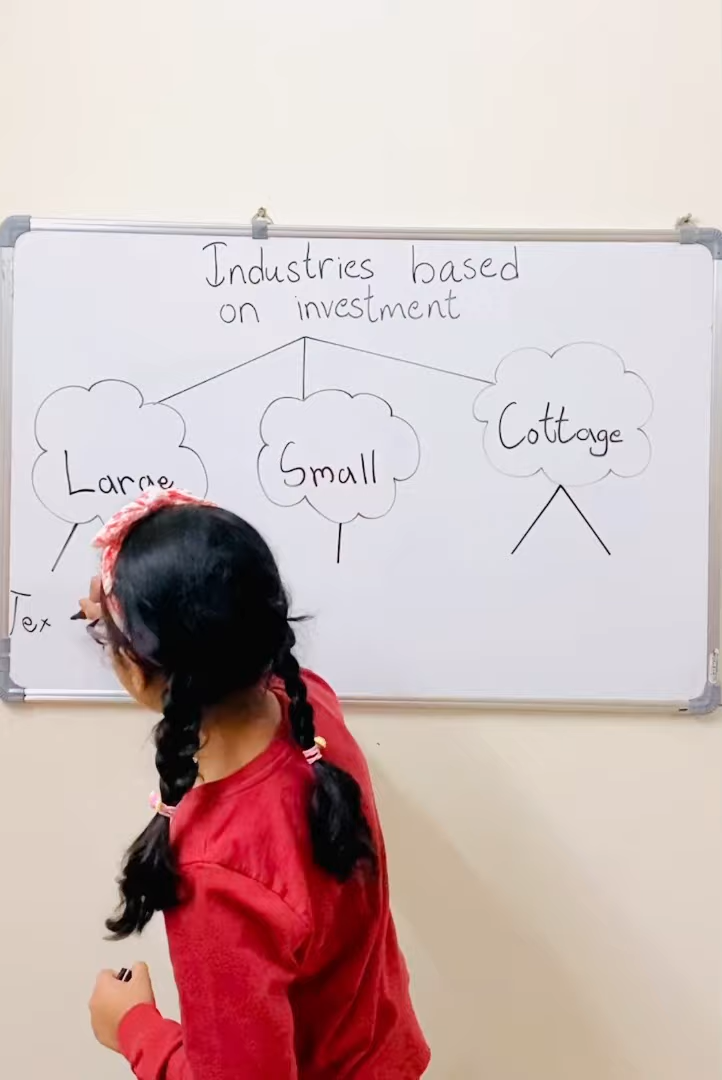 Industries based
on investment
Large
Small
Cottage
Tex